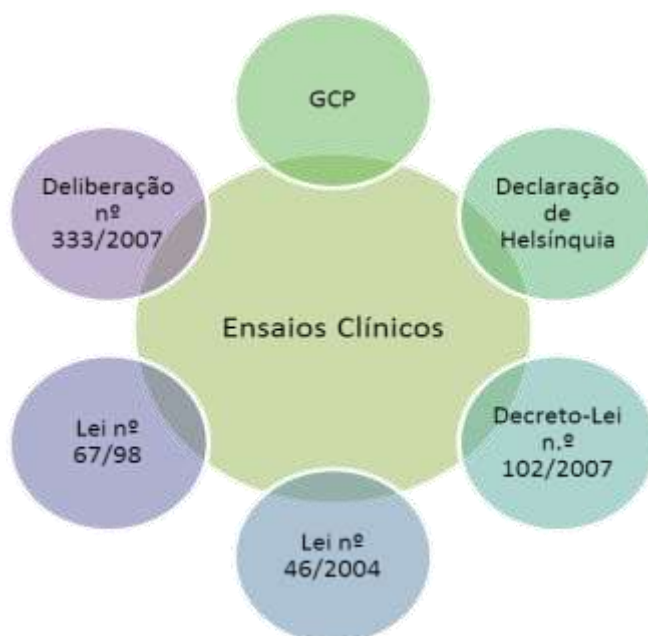 GCP
Declaração
de
Helsínquia
Decreto-Lei
n.º
102/2007
Lei nº
46/2004
Lei nº
67/98
Deliberação
nº
333/2007
Ensaios Clínicos